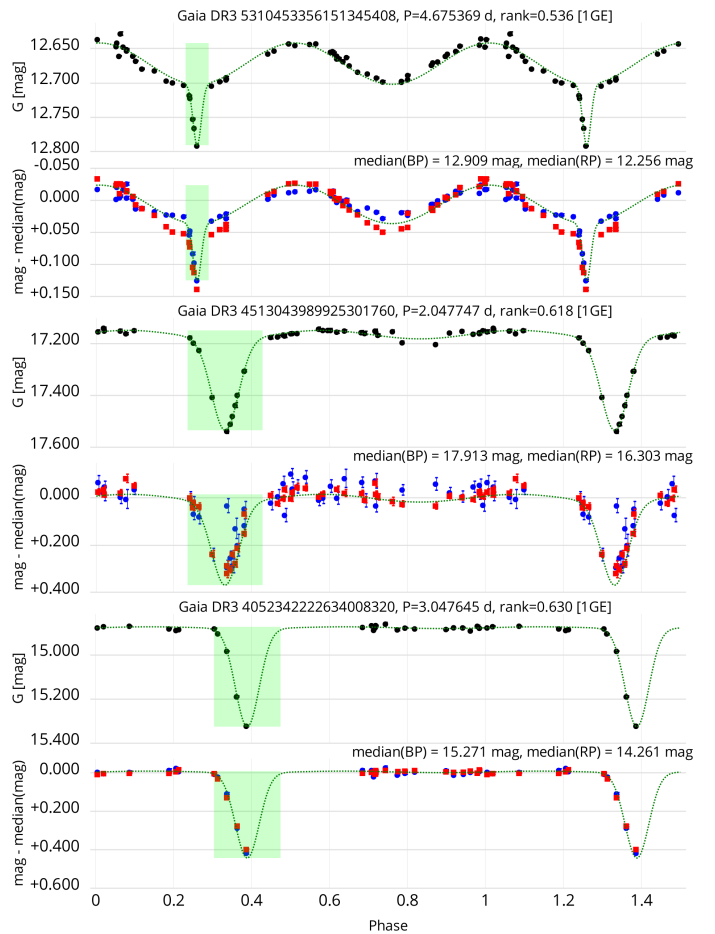 Gaia DR3 5310453356151345408, P=4.675369 d, rank=0.536 [1GE]
12.650
12.700
12.750
12.800
G [mag]
median(BP) = 12.909 mag, median(RP) = 12.256 mag
-0.050
0.000
+0.050
+0.100
+0.150
mag - median(mag)
Gaia DR3 4513043989925301760, P=2.047747 d, rank=0.618 [1GE]
17.200
17.400
17.600
G [mag]
median(BP) = 17.913 mag, median(RP) = 16.303 mag
0.000
+0.200
+0.400
mag - median(mag)
Gaia DR3 4052342222634008320, P=3.047645 d, rank=0.630 [1GE]
15.000
15.200
15.400
G [mag]
median(BP) = 15.271 mag, median(RP) = 14.261 mag
0.000
+0.200
+0.400
+0.600
mag - median(mag)
0 0.2 0.4 0.6 0.8 1 1.2 1.4
Phase